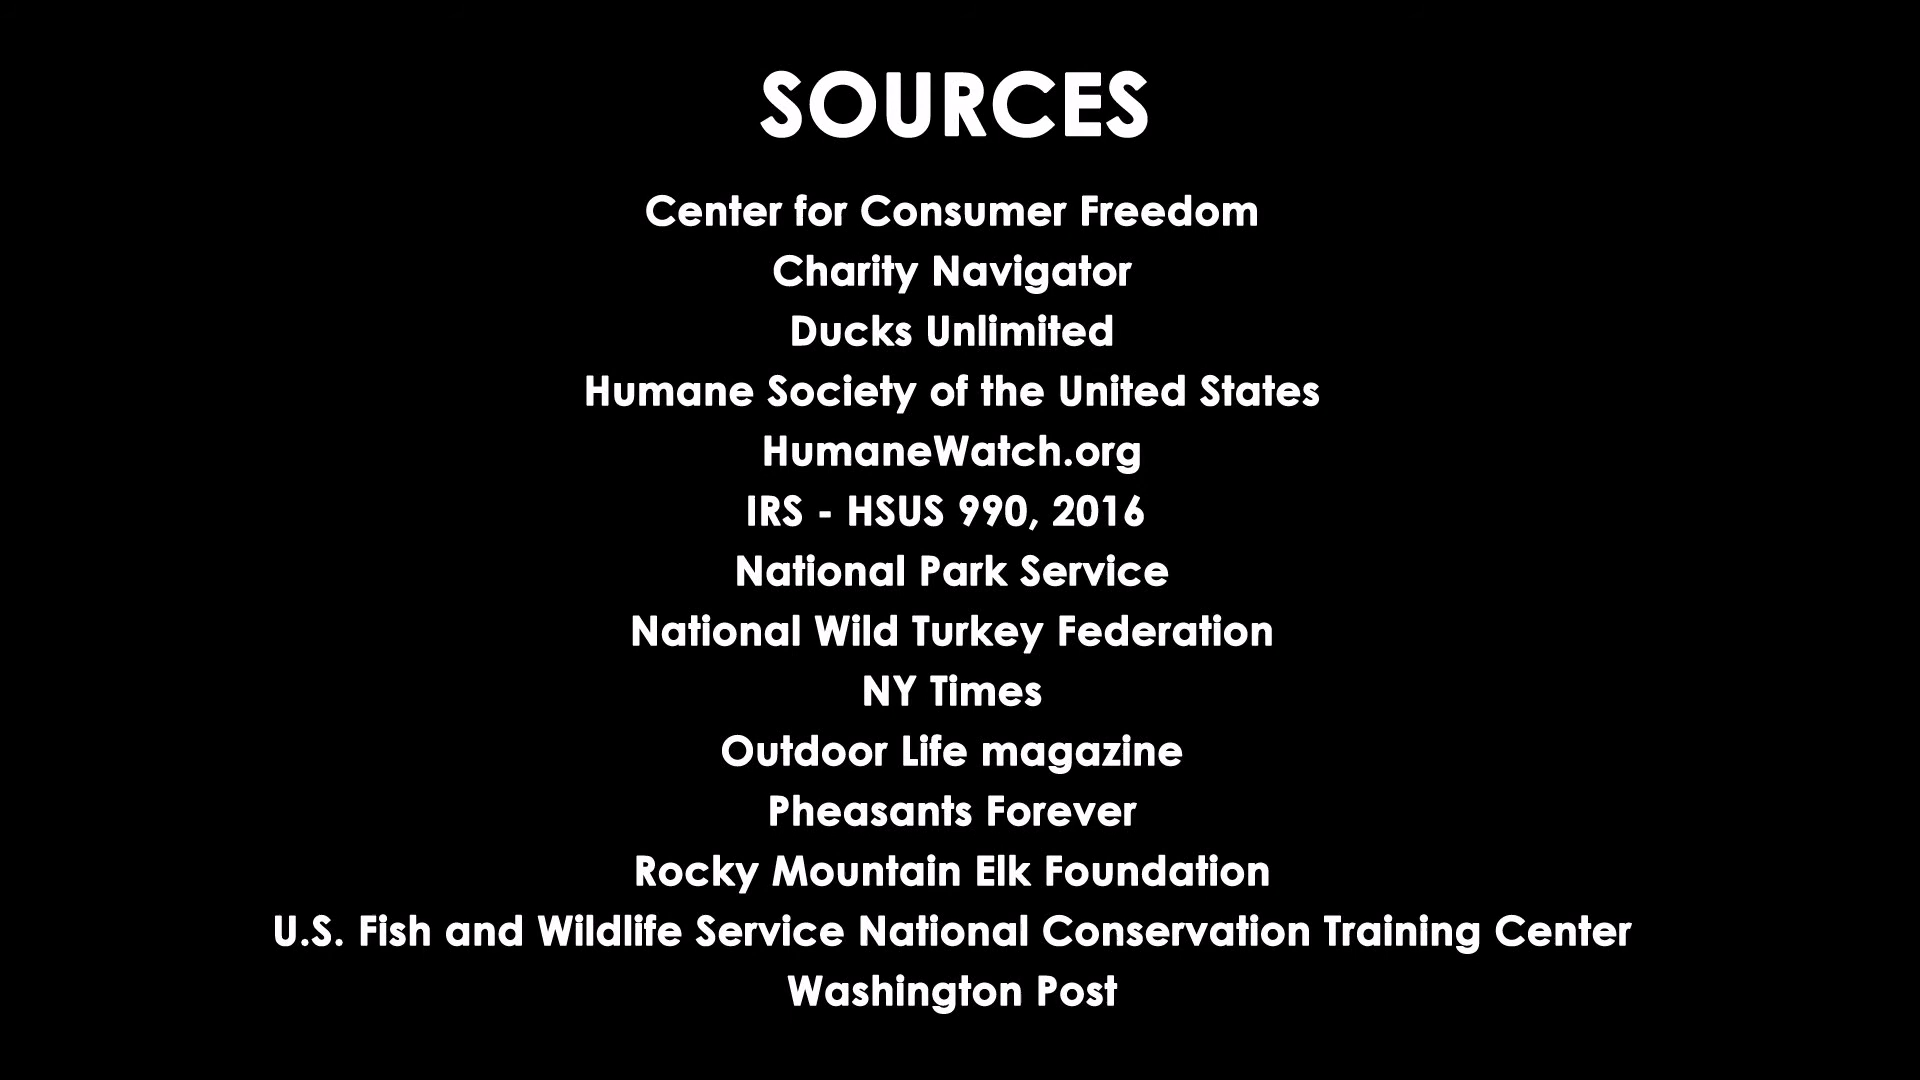 SOURCES
Center for Consumer Freedom
Charity Navigator
Ducks Unlimited
Humane Society of the United States
HumaneWatch.org
IRS - HSUS 990, 2016
National Park Service
National Wild Turkey Federation
NY Times
Outdoor Life magazine
Pheasants Forever
Rocky Mountain Elk Foundation
U.S. Fish and Wildlife Service National Conservation Training Center
Washington Post